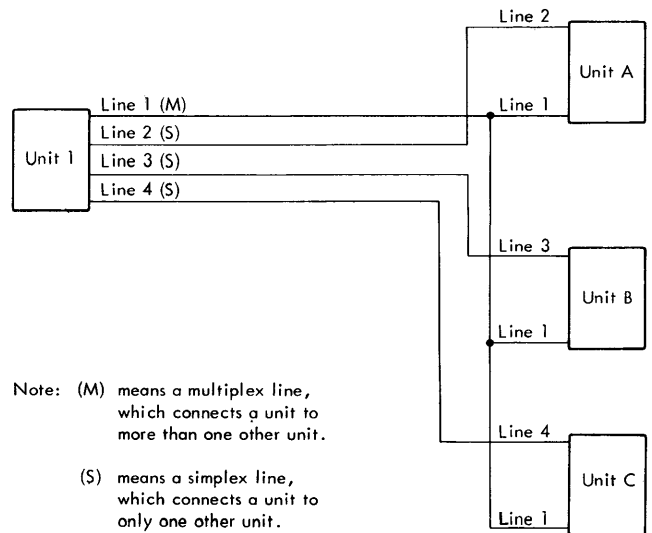 Line 2
Unit A
Line 1 (M)
Line 1
Line 2 (S)
Unit 1
Line 3 (S)
Line 4 (S)
Line 3
Unit B
Line 1
Note: (M) means a multiplex line,
which connects a unit to
more than one other unit.
Line 4
(S) means a simplex line,
which connects a unit to
only one other unit.
Unit C
Line 1